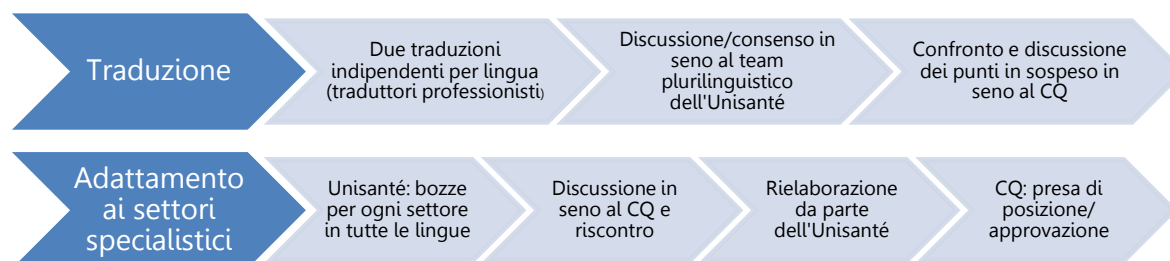 Traduzione
Due traduzioni
indipendenti per lingua
(traduttori professionisti)
Discussione/consenso in
seno al team
plurilinguistico
dell'Unisanté
Confronto e discussione
dei punti in sospeso in
seno al CQ
Adattamento
ai settori
specialistici
Unisanté: bozze
per ogni settore
in tutte le lingue
Discussione in
seno al CQ e
riscontro
Rielaborazione
da parte
dell'Unisanté
CQ: presa di
posizione/
approvazione